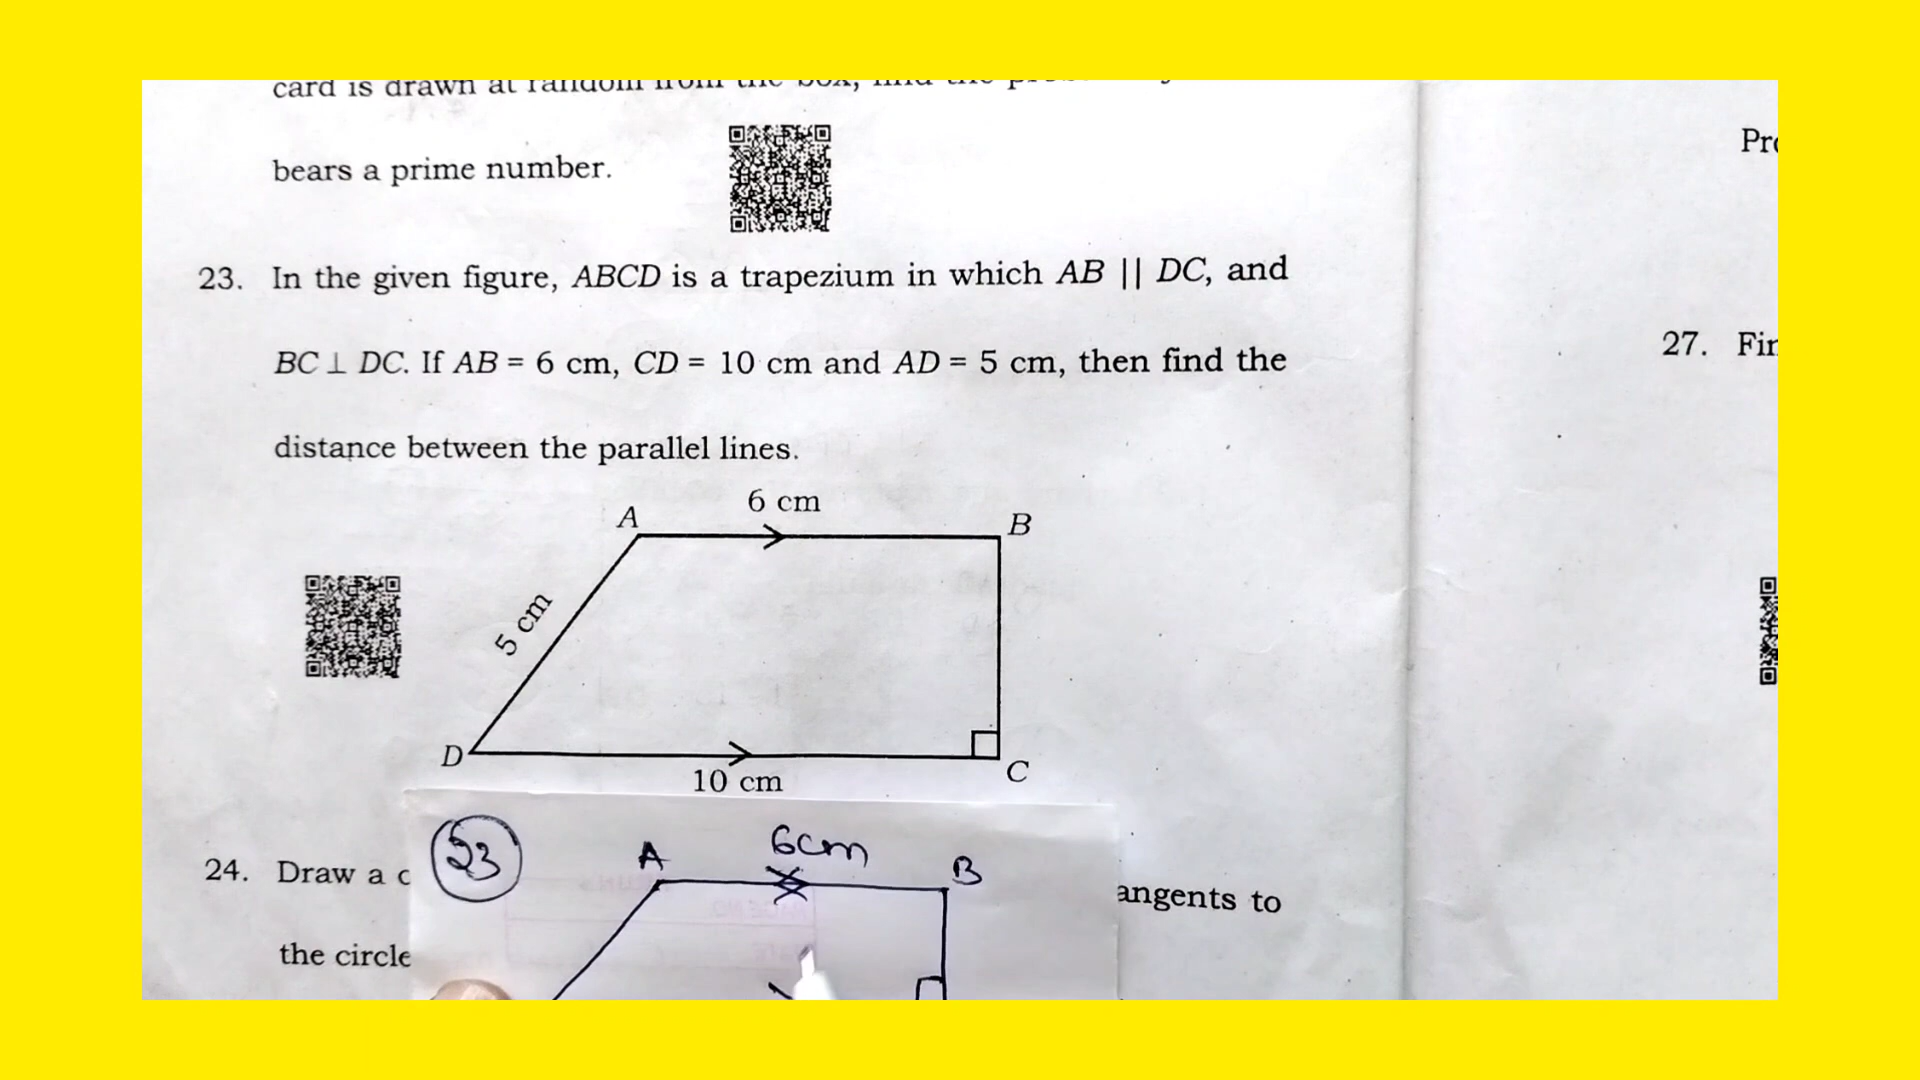 card is drawn at random from the box, find the
bears a prime number.
23. In the given figure, ABCD is a trapezium in which AB || DC, and
BC ⊥ DC. If AB = 6 cm, CD = 10 cm and AD = 5 cm, then find the
distance between the parallel lines.
6 cm
A
B
5 cm
D
10 cm
C
23
A
6cm
B
24. Draw a
angents to
the circle
27.